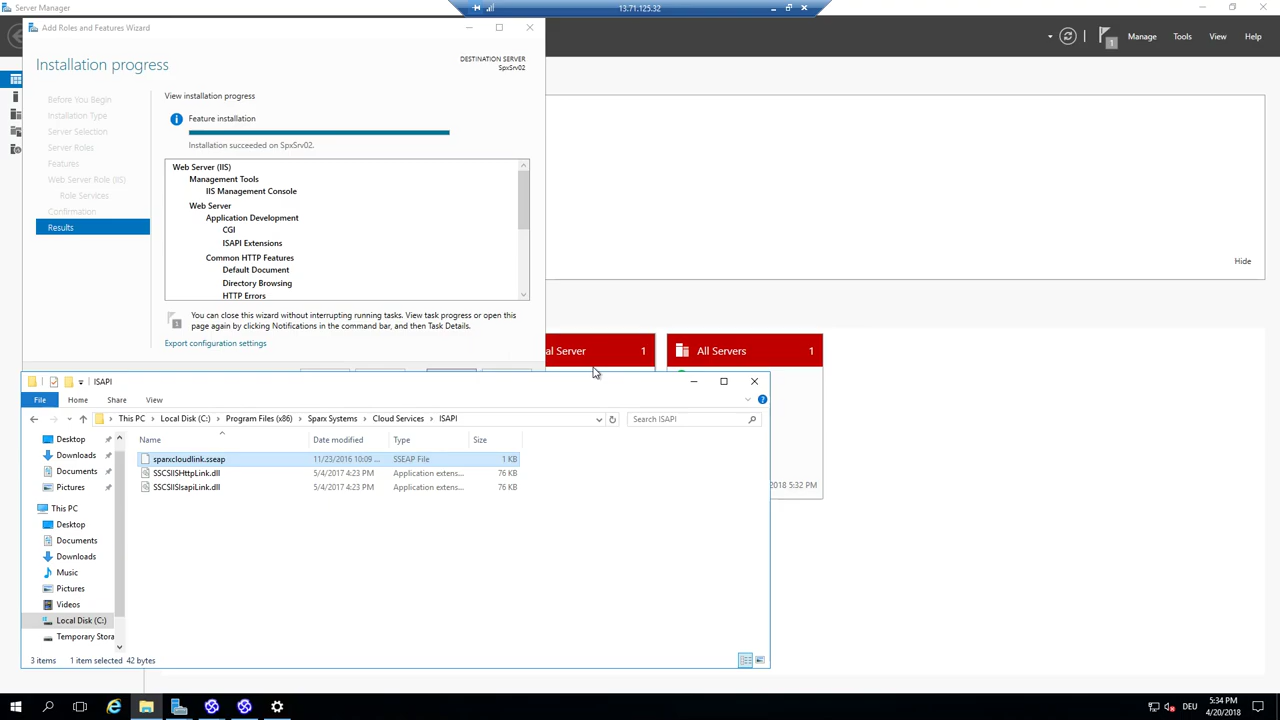 Server Manager
13.71.125.32
Add Roles and Features Wizard
1
Manage
Tools
View
Help
Installation progress
DESTINATION SERVER
SpxSrv02
Before You Begin
Installation Type
Server Selection
Server Roles
Features
Web Server Role (IIS)
Role Services
Confirmation
Results
View installation progress
Feature installation
Installation succeeded on SpxSrv02.
Web Server (IIS)
Management Tools
IIS Management Console
Web Server
Application Development
CGI
ISAPI Extensions
Common HTTP Features
Default Document
Directory Browsing
HTTP Errors
You can close this wizard without interrupting running tasks. View task progress or open this
page again by clicking Notifications in the command bar, and then Task Details.
Export configuration settings
Hide
al Server 1
All Servers 1
2018 5:32 PM
ISAPI
File Home Share View
This PC Local Disk (C:) Program Files (x86) Sparx Systems Cloud Services ISAPI
Search ISAPI
Name Date modified Type Size
sparxcloudlink.sseap 11/23/2016 10:09 ... SSEAP File 1 KB
SSCSIISHttpLink.dll 5/4/2017 4:23 PM Application extens... 76 KB
SSCSIISIsapiLink.dll 5/4/2017 4:23 PM Application extens... 76 KB
Desktop
Downloads
Documents
Pictures
This PC
Desktop
Documents
Downloads
Music
Pictures
Videos
Local Disk (C:)
Temporary Stora
3 items 1 item selected 42 bytes
DEU
5:34 PM
4/20/2018